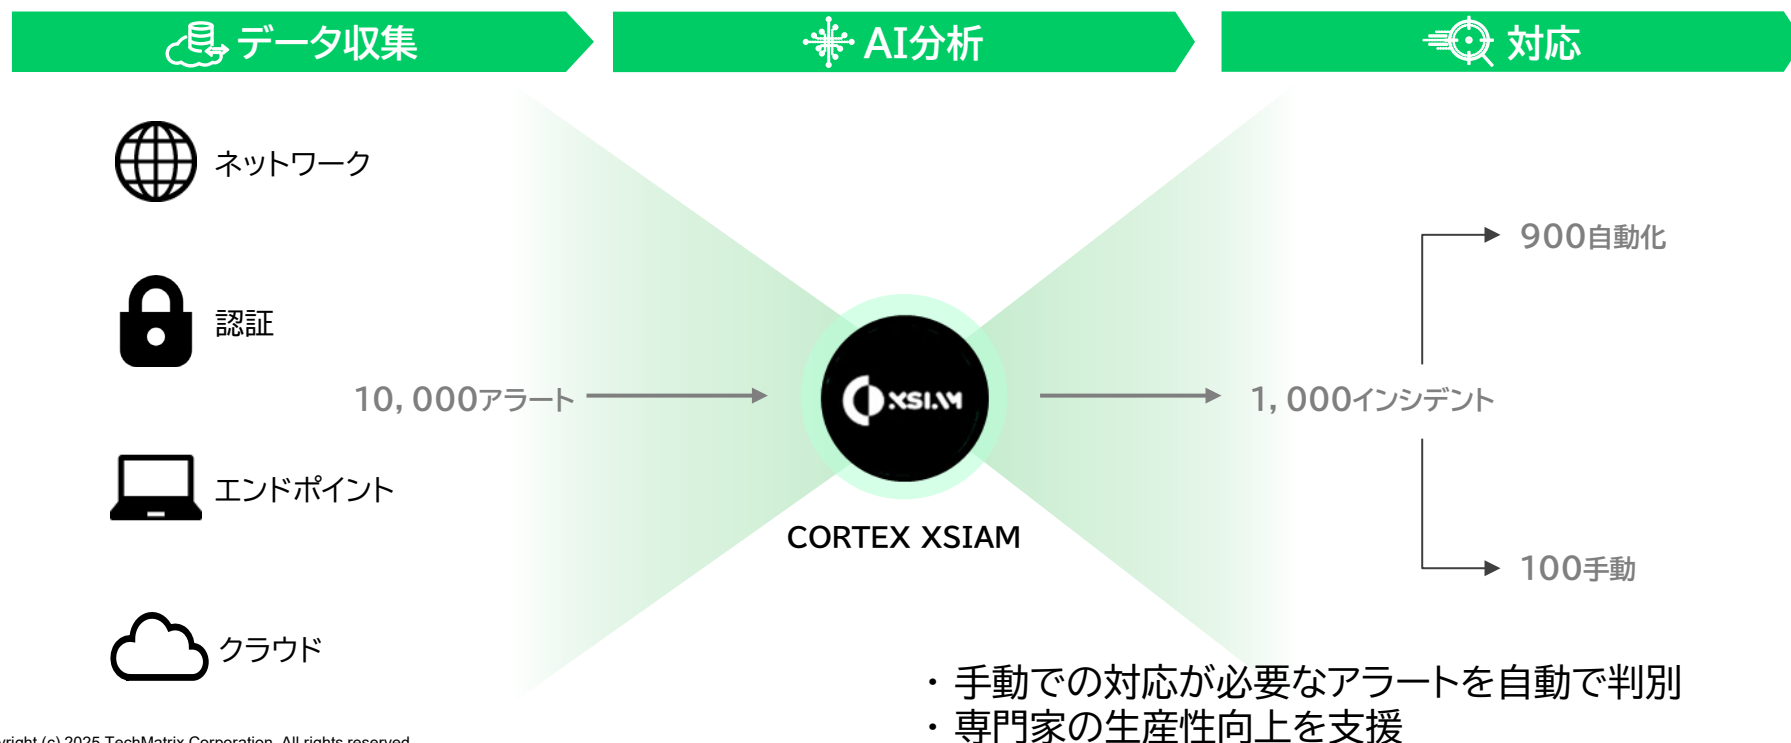 データ収集
AI分析
対応
ネットワーク
認証
エンドポイント
クラウド
10,000アラート
XSIAM
CORTEX XSIAM
1,000インシデント
900自動化
100手動
・手動での対応が必要なアラートを自動で判別
・専門家の生産性向上を支援
yright (c) 2025 TechMatrix Corporation. All rights reserved.